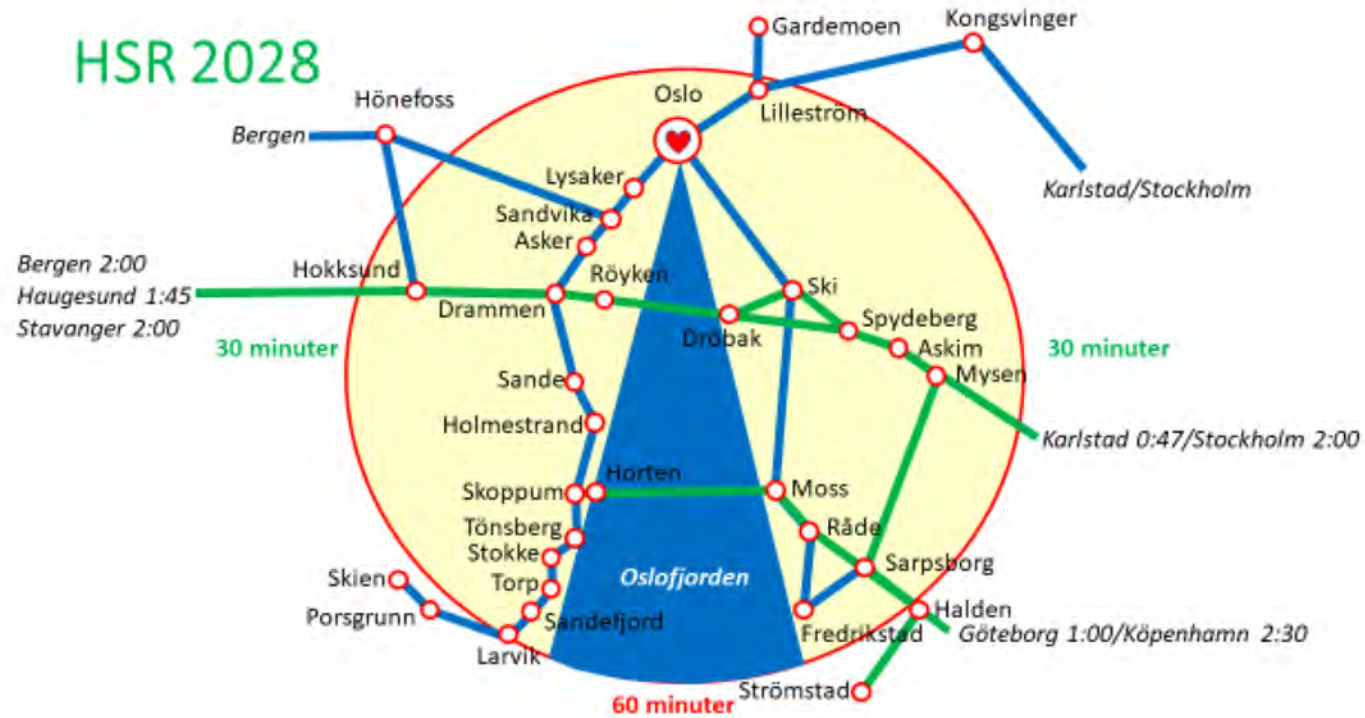 HSR 2028
Gardemoen
Kongsvinger
Hönefoss
Oslo
Lilleström
Bergen
Lysaker
Karlstad/Stockholm
Sandvika
Asker
Bergen 2:00
Haugesund 1:45
Stavanger 2:00
Hokksund
Röyken
Ski
Drammen
Dröbak
Spydeberg
Askim
30 minuter
30 minuter
Mysen
Sande
Holmestrand
Karlstad 0:47/Stockholm 2:00
Horten
Skoppum
Moss
Tönsberg
Råde
Stokke
Sarpsborg
Skien
Torp
Oslofjorden
Porsgrunn
Sandefjord
Halden
Fredrikstad
Göteborg 1:00/Köpenhamn 2:30
Larvik
Strömstad
60 minuter